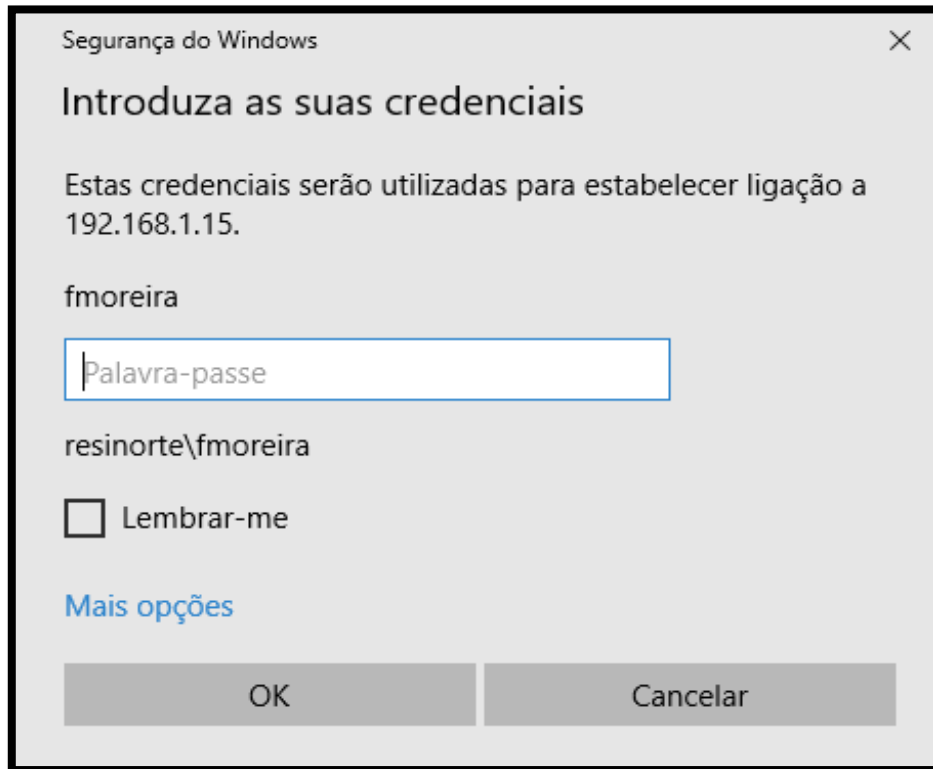 Segurança do Windows
Introduza as suas credenciais
Estas credenciais serão utilizadas para estabelecer ligação a
192.168.1.15.
fmoreira
Palavra-passe
resinorte\fmoreira
Lembrar-me
Mais opções
OK
Cancelar